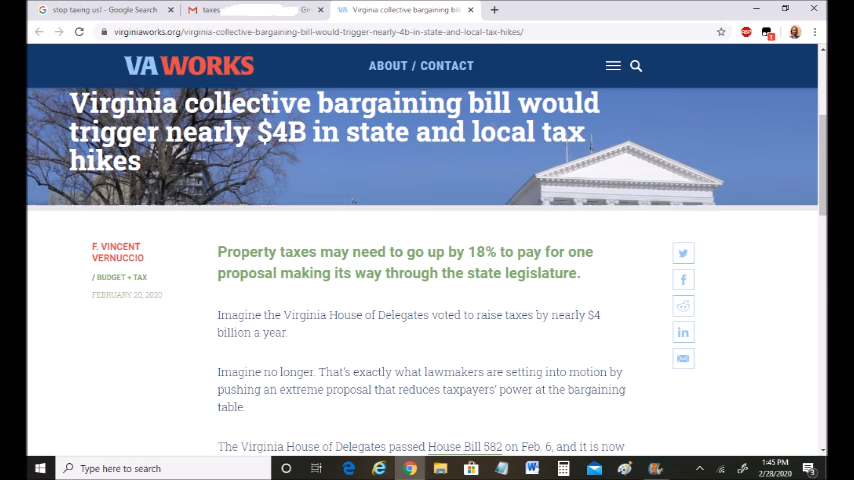 stop taxing us! - Google Search
taxes
Virginia collective bargaining bil
virginiaworks.org/virginia-collective-bargaining-bill-would-trigger-nearly-4b-in-state-and-local-tax-hikes/
VAWORKS
ABOUT / CONTACT
Virginia collective bargaining bill would
trigger nearly $4B in state and local tax
hikes
F. VINCENT
VERNUCCIO
/ BUDGET + TAX
FEBRUARY 20, 2020
Property taxes may need to go up by 18% to pay for one
proposal making its way through the state legislature.
Imagine the Virginia House of Delegates voted to raise taxes by nearly $4
billion a year.
Imagine no longer. That's exactly what lawmakers are setting into motion by
pushing an extreme proposal that reduces taxpayers' power at the bargaining
table.
The Virginia House of Delegates passed House Bill 582 on Feb. 6, and it is now
Type here to search
1:45 PM
2/28/2020